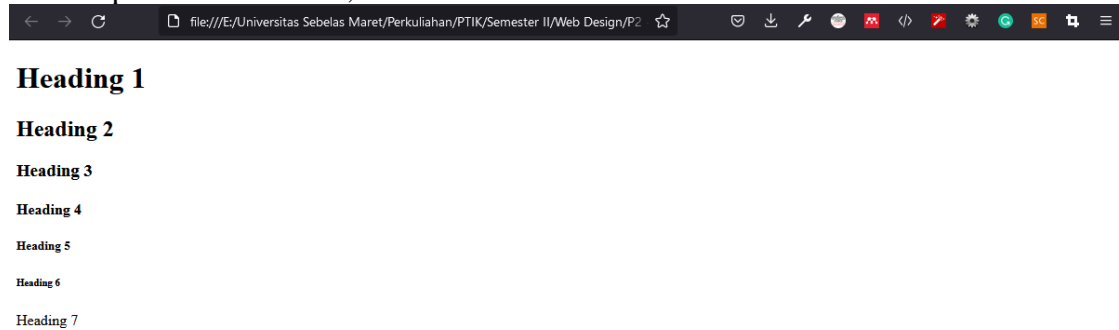 file:///E:/Universitas Sebelas Maret/Perkuliahan/PTIK/Semester II/Web Design/P2
SC
Heading 1
Heading 2
Heading 3
Heading 4
Heading 5
Heading 6
Heading 7